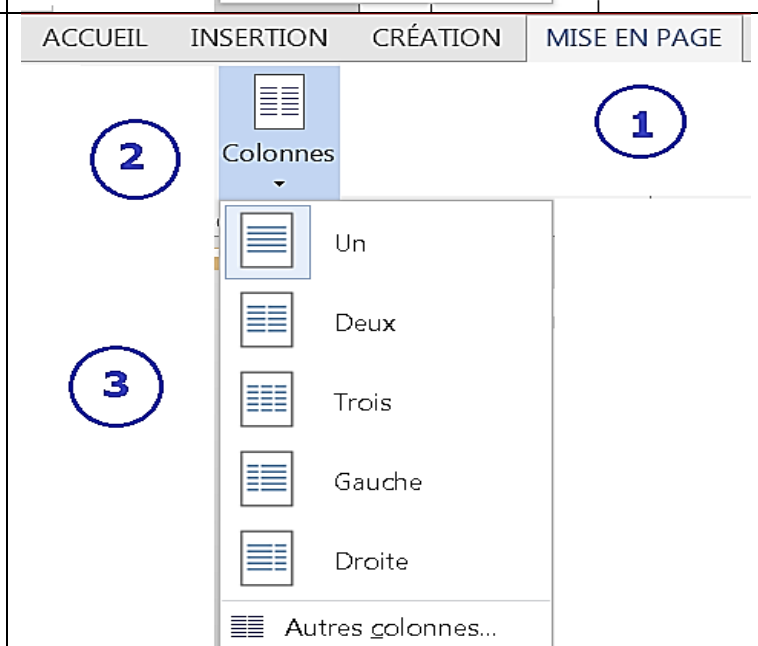 ACCUEIL INSERTION CRÉATION MISE EN PAGE
1
2
Colonnes
Un
Deux
3
Trois
Gauche
Droite
Autres colonnes...